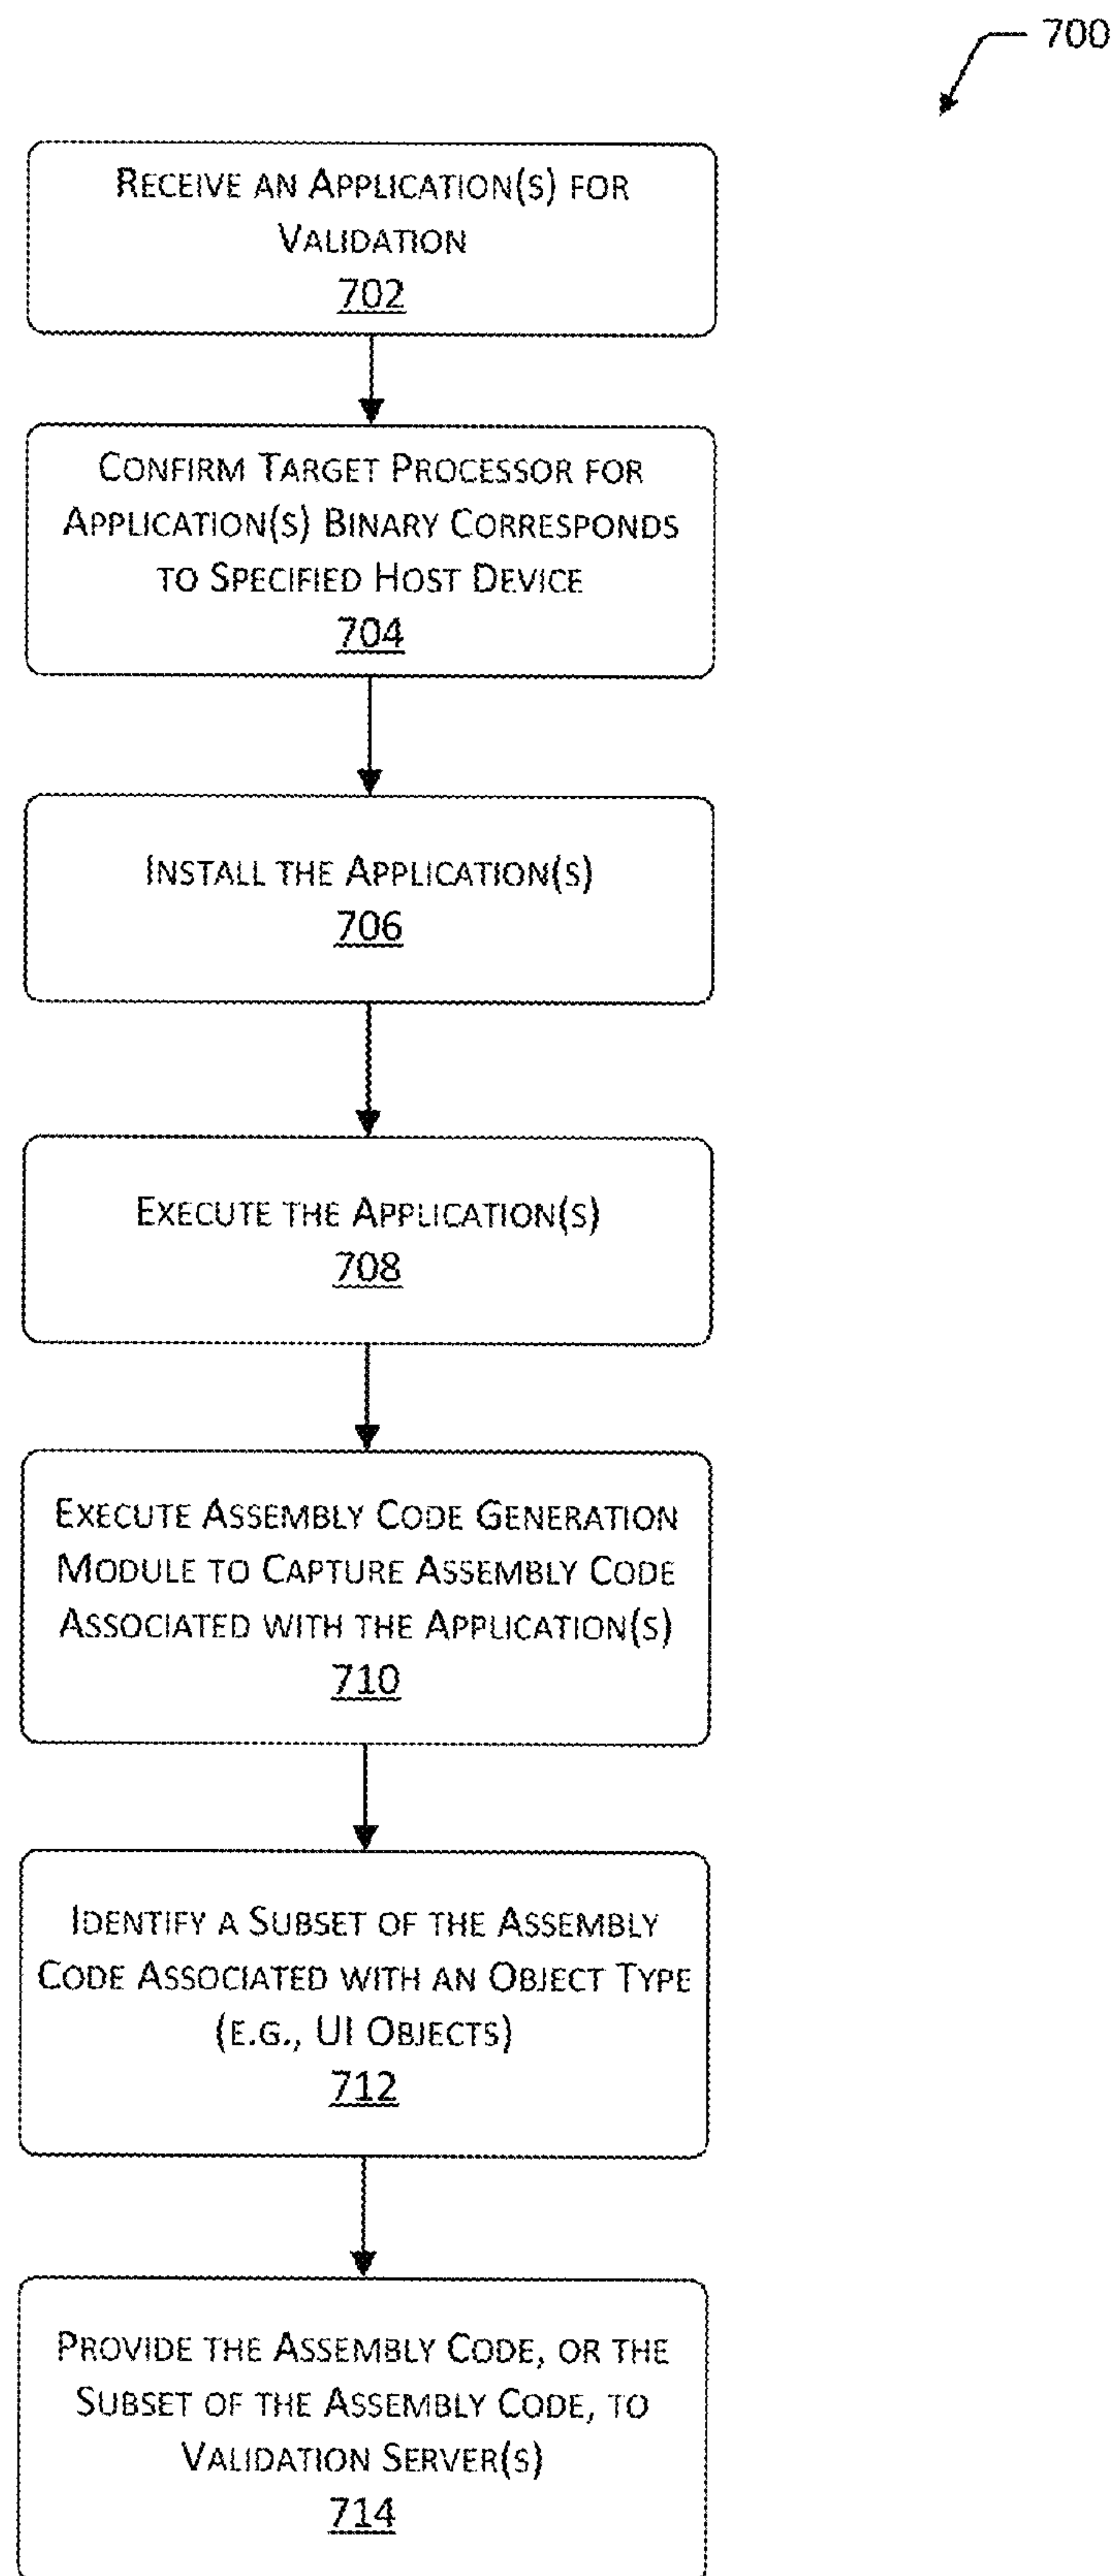 700
RECEIVE AN APPLICATION(S) FOR
VALIDATION
702
CONFIRM TARGET PROCESSOR FOR
APPLICATION(S) BINARY CORRESPONDS
TO SPECIFIED HOST DEVICE
704
INSTALL THE APPLICATION(S)
706
EXECUTE THE APPLICATION(S)
708
EXECUTE ASSEMBLY CODE GENERATION
MODULE TO CAPTURE ASSEMBLY CODE
ASSOCIATED WITH THE APPLICATION(S)
710
IDENTIFY A SUBSET OF THE ASSEMBLY
CODE ASSOCIATED WITH AN OBJECT TYPE
(E.G., UI OBJECTS)
712
PROVIDE THE ASSEMBLY CODE, OR THE
SUBSET OF THE ASSEMBLY CODE, TO
VALIDATION SERVER(S)
714